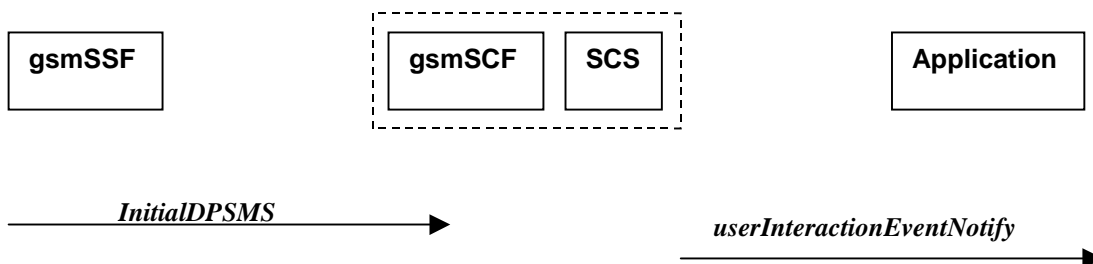 gsmSSF
gsmSCF
SCS
Application
InitialDPSMS
userInteractionEventNotify